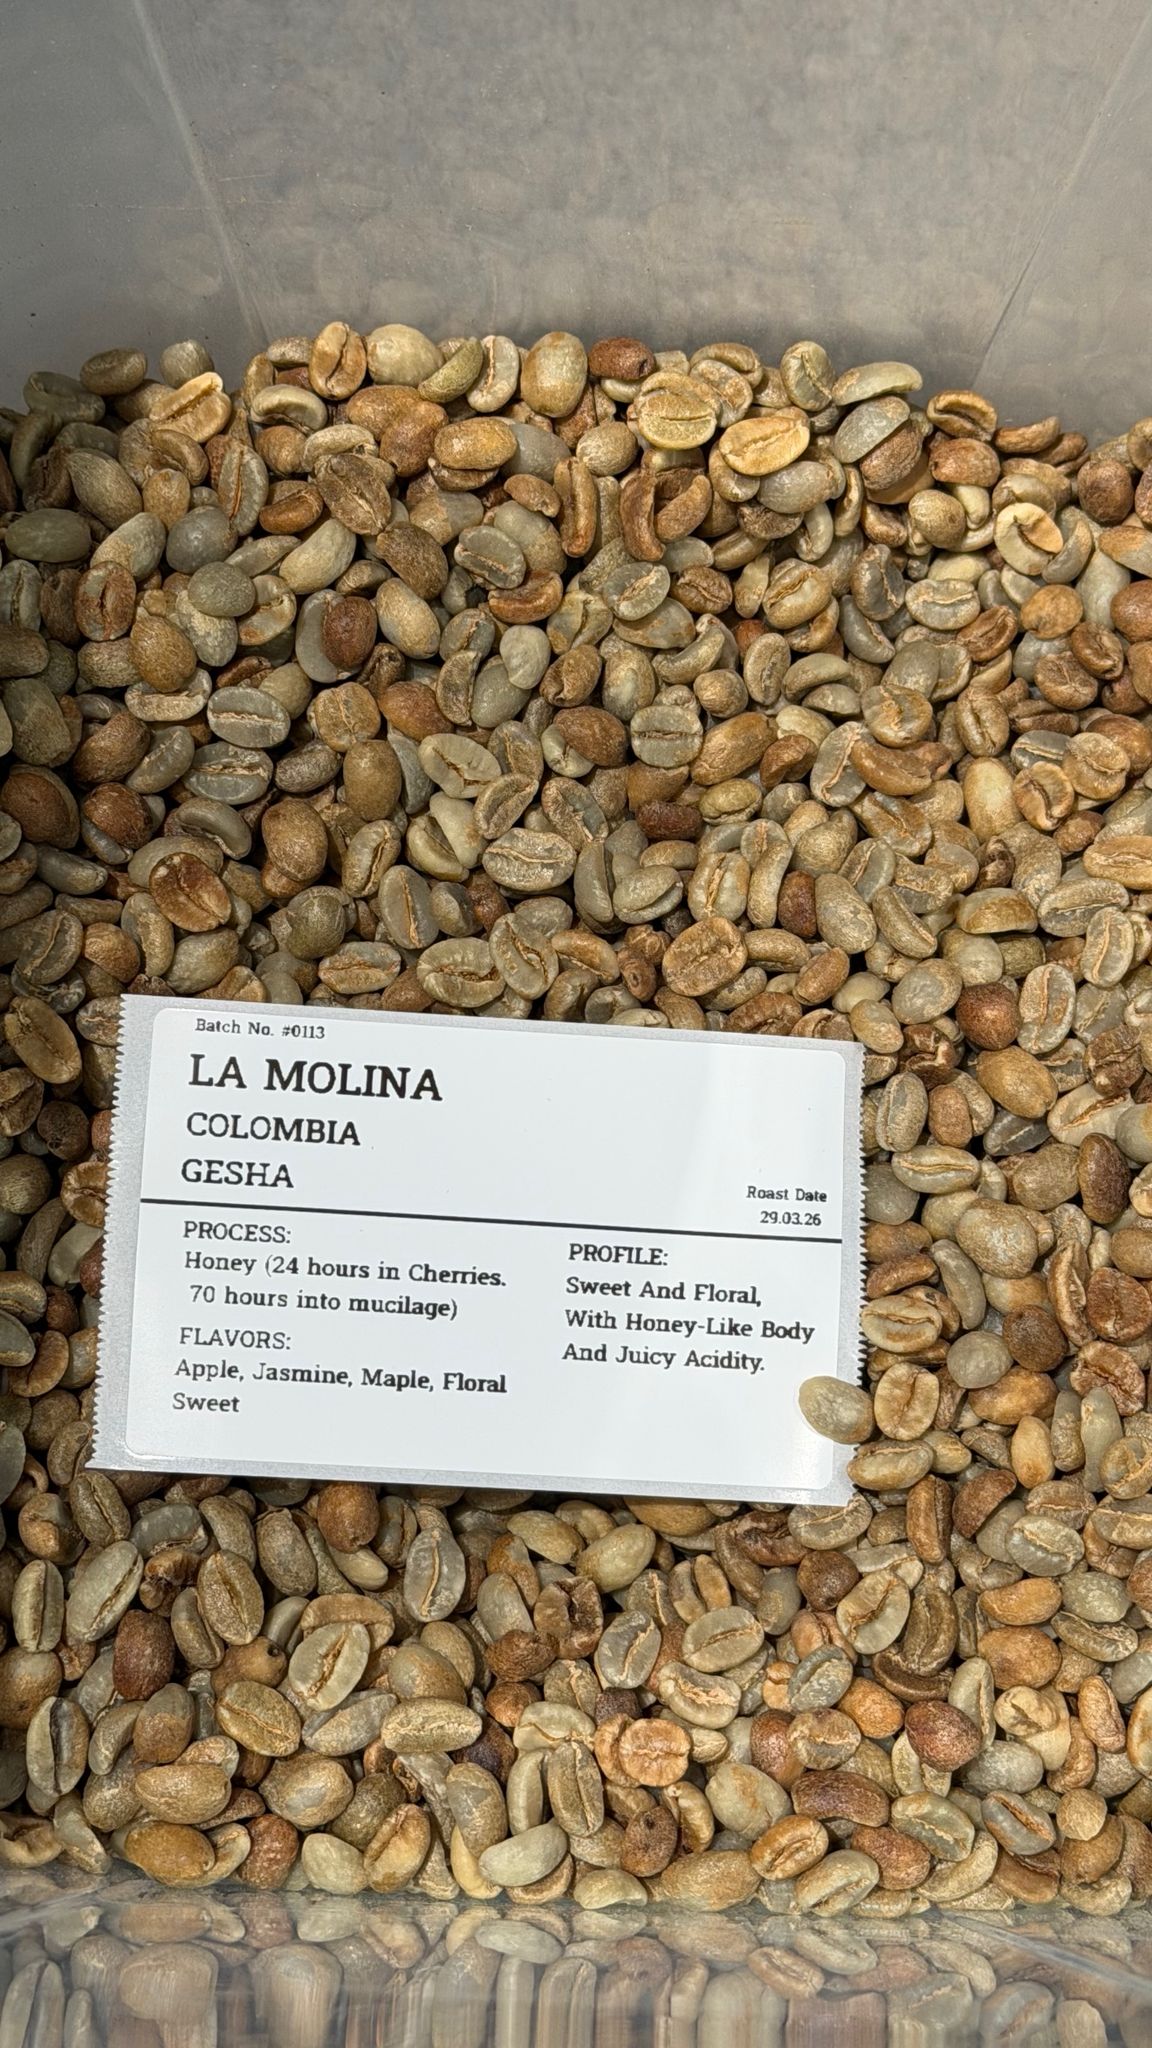 Batch No. #0113
LA MOLINA
COLOMBIA
GESHA
Roast Date
29.03.26
PROCESS:
Honey (24 hours in Cherries.
70 hours into mucilage)
FLAVORS:
Apple, Jasmine, Maple, Floral
Sweet
PROFILE:
Sweet And Floral,
With Honey-Like Body
And Juicy Acidity.